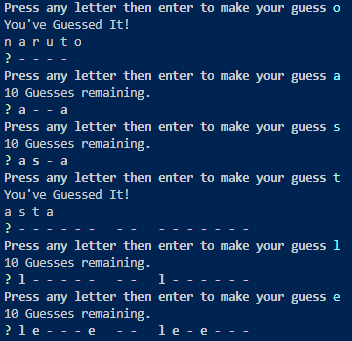 Press any letter then enter to make your guess o
You've Guessed It!
n a r u t o
? - - - -
Press any letter then enter to make your guess a
10 Guesses remaining.
? a - - a
Press any letter then enter to make your guess s
10 Guesses remaining.
? a s - a
Press any letter then enter to make your guess t
You've Guessed It!
a s t a
? - - - - - -   - -   - - - - - - -
Press any letter then enter to make your guess l
10 Guesses remaining.
? l - - - - -   - -   l - - - - - -
Press any letter then enter to make your guess e
10 Guesses remaining.
? l e - - - e   - -   l e - e - - -